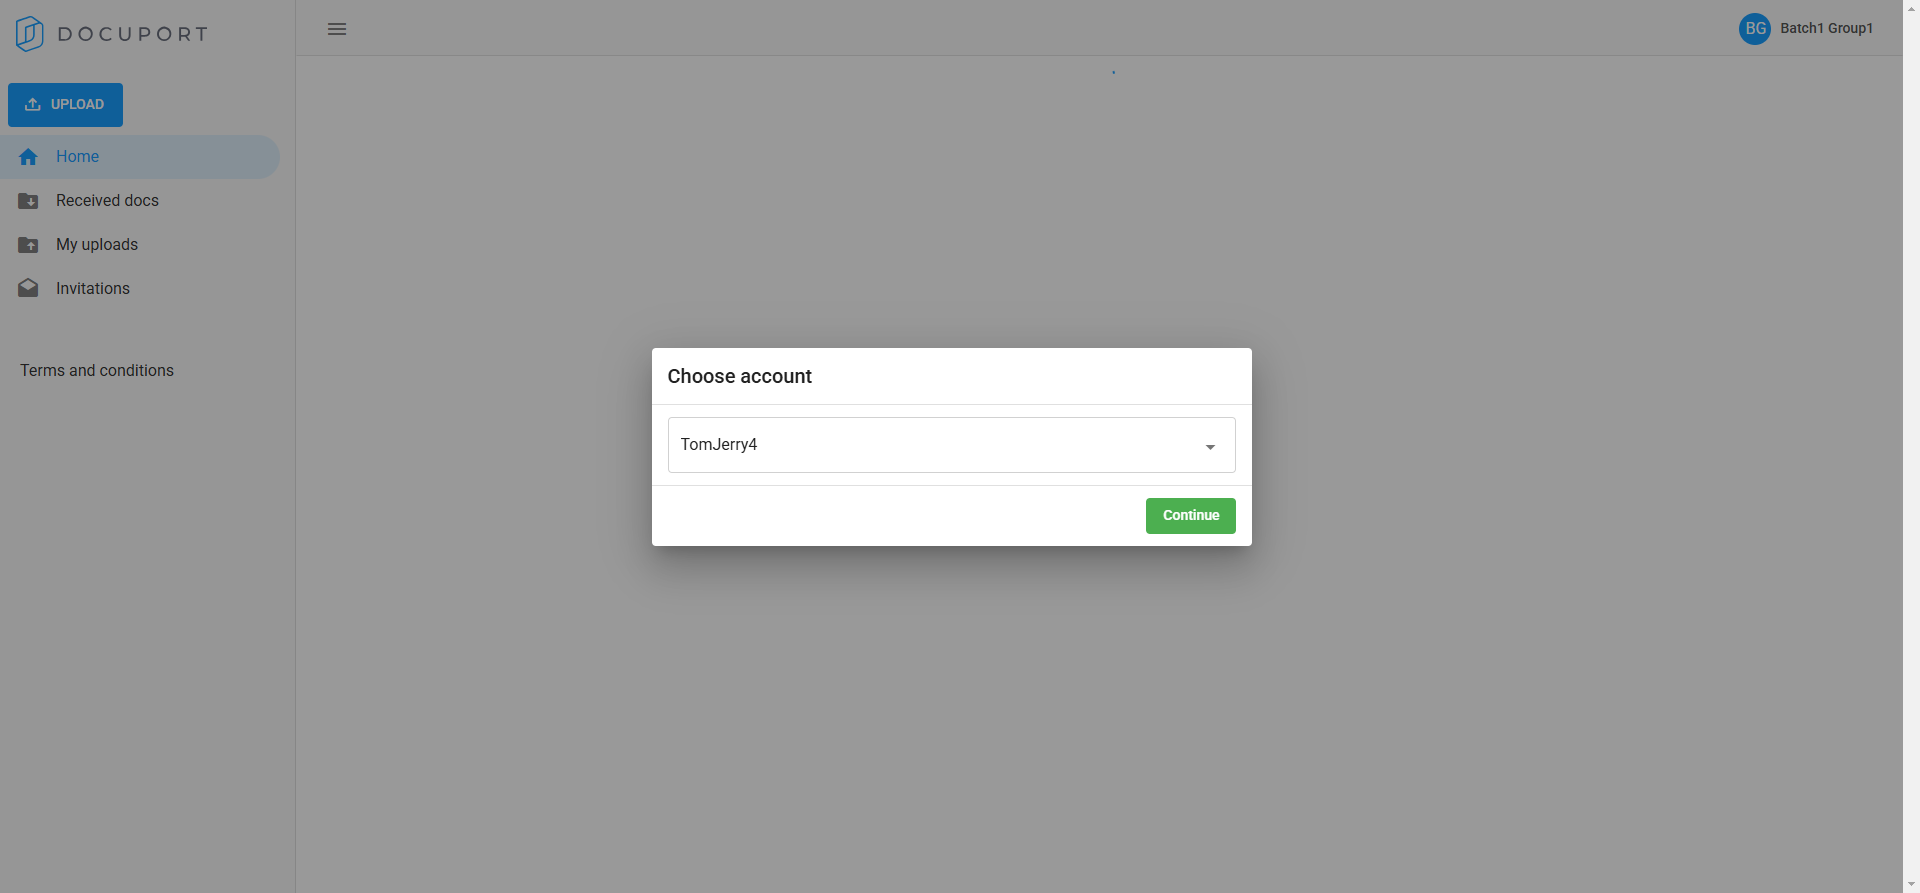 DOCUPORT
BG Batch1 Group1
UPLOAD
Home
Received docs
My uploads
Invitations
Terms and conditions
Choose account
TomJerry4
Continue